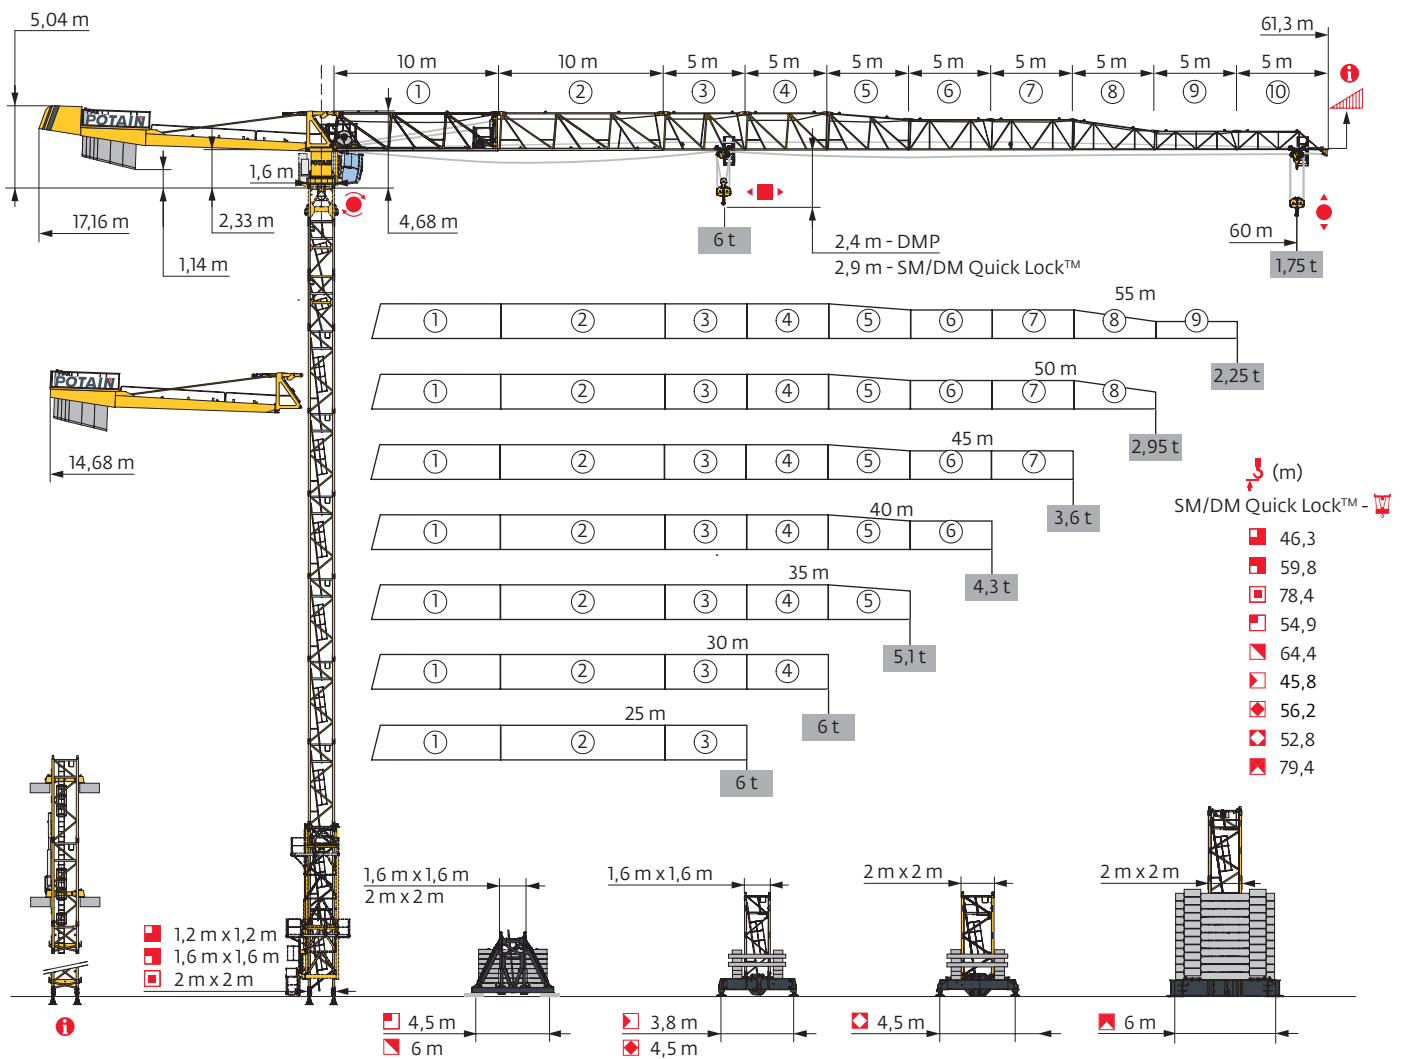 5,04 m
61,3 m
10 m 10 m 5 m 5 m 5 m 5 m 5 m 5 m 5 m 5 m
1 2 3 4 5 6 7 8 9 10
i
POTAIN
POTAIN
1,6 m
17,16 m
2,33 m
4,68 m
1,14 m
6 t
2,4 m - DMP
2,9 m - SM/DM Quick Lock™
60 m
1,75 t
55 m
1 2 3 4 5 6 7 8 9
2,25 t
50 m
1 2 3 4 5 6 7 8
2,95 t
POTAIN
14,68 m
45 m
1 2 3 4 5 6 7
3,6 t
40 m
1 2 3 4 5 6
4,3 t
35 m
1 2 3 4 5
5,1 t
30 m
1 2 3 4
6 t
25 m
1 2 3
6 t
(m)
SM/DM Quick Lock™ -
46,3
59,8
78,4
54,9
64,4
45,8
56,2
52,8
79,4
1,2 m x 1,2 m
1,6 m x 1,6 m
2 m x 2 m
i
1,6 m x 1,6 m
2 m x 2 m
4,5 m
6 m
1,6 m x 1,6 m
3,8 m
4,5 m
2 m x 2 m
4,5 m
2 m x 2 m
6 m